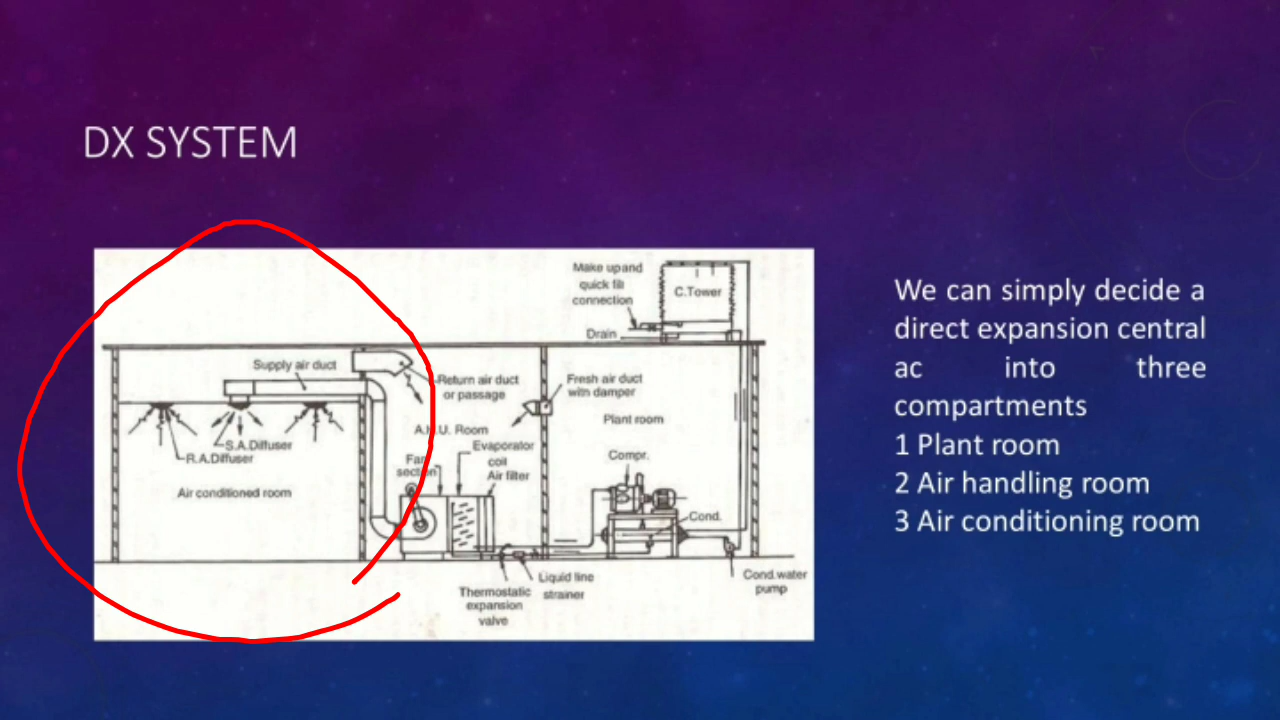 DX SYSTEM
Make up and
quick fill
connection
C.Tower
Drain
Supply air duct
Return air duct
or passage
Fresh air duct
with damper
Plant room
A.H.U. Room
Evaporator
coil
Fan
section
Air filter
S.A.Diffuser
R.A.Diffuser
Air conditioned room
Compr.
Cond.
Liquid line
strainer
Thermostatic
expansion
valve
Cond.water
pump
We can simply decide a
direct expansion central
ac into three
compartments
1 Plant room
2 Air handling room
3 Air conditioning room